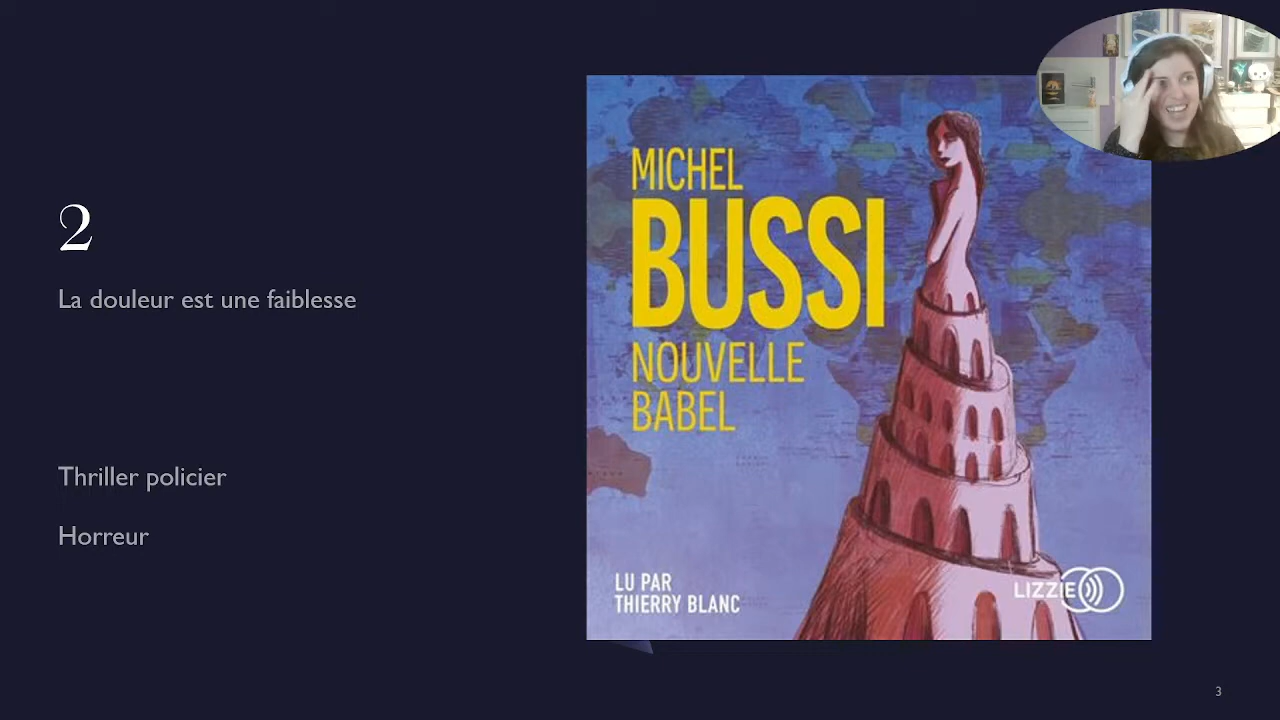 2
La douleur est une faiblesse
Thriller policier
Horreur
MICHEL
BUSSI
NOUVELLE
BABEL
LU PAR
THIERRY BLANC
LIZZIE
3